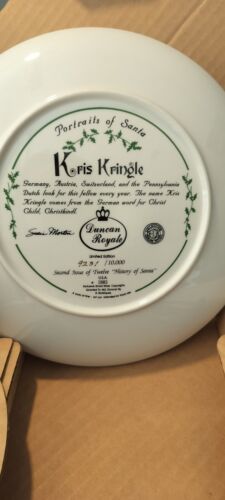 Portraits of Santa
Kris Kringle
Germany, Austria, Switzerland, and the Pennsylvania
Dutch look for this fellow every year. The name Kris
Kringle comes from the German word for Christ
Child, Christkindl.
Duncan
Royale
Limited Edition
/10,000
Second Issue of Twelve "History of Santa"
U.S.A.